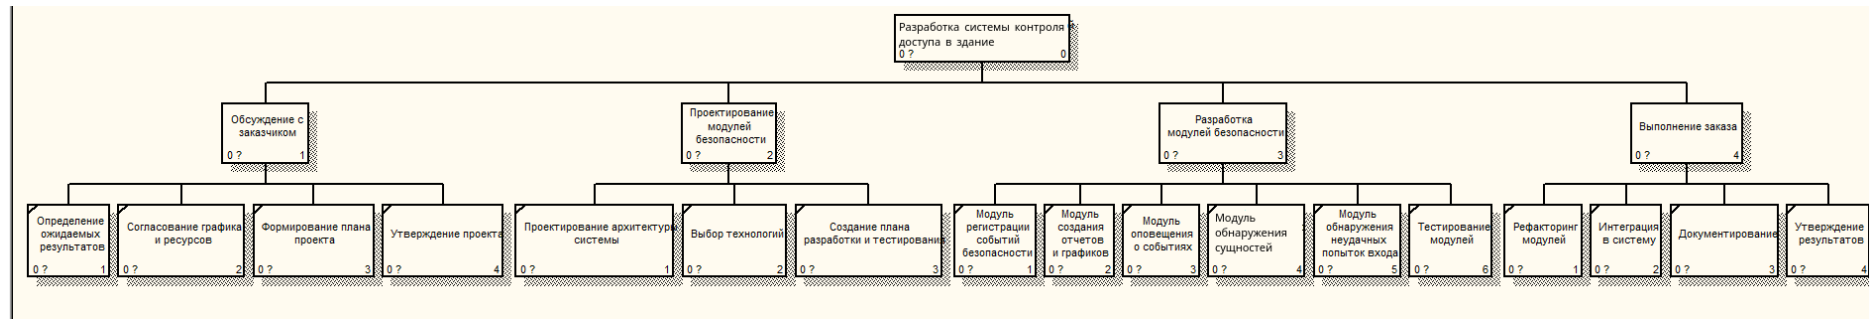 Разработка системы контроля
доступа в здание
0 ? 0
Обсуждение с
заказчиком
0 ? 1
Проектирование
модулей
безопасности
0 ? 2
Разработка
модулей безопасности
0 ? 3
Выполнение заказа
0 ? 4
Определение
ожидаемых
результатов
0 ? 1
Согласование графика
и ресурсов
0 ? 2
Формирование плана
проекта
0 ? 3
Утверждение проекта
0 ? 4
Проектирование архитектуры
системы
0 ? 1
Выбор технологий
0 ? 2
Создание плана
разработки и тестирования
0 ? 3
Модуль
регистрации
событий
безопасности
0 ? 1
Модуль
создания
отчетов
и графиков
0 ? 2
Модуль
оповещения
о событиях
0 ? 3
Модуль
обнаружения
сущностей
0 ? 4
Модуль
обнаружения
неудачных
попыток входа
0 ? 5
Тестирование
модулей
0 ? 6
Рефакторинг
модулей
0 ? 1
Интеграция
в систему
0 ? 2
Документирование
0 ? 3
Утверждение
результатов
0 ? 4